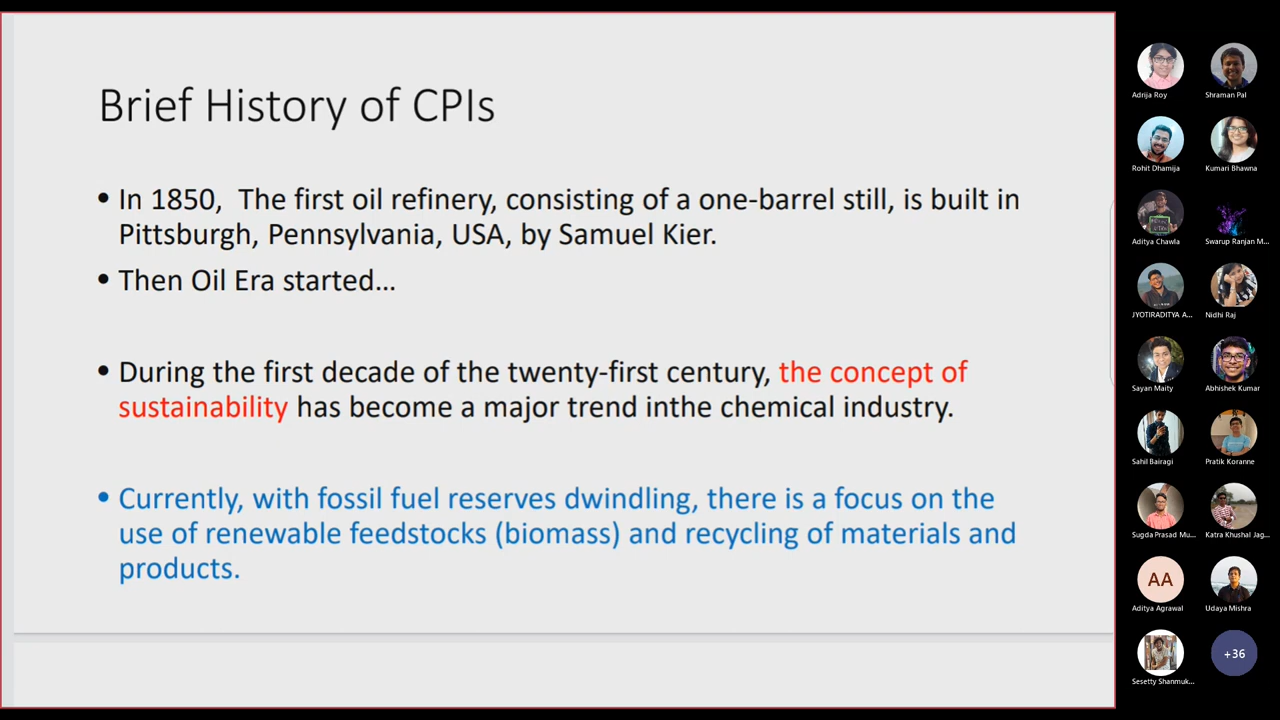 Brief History of CPIs
• In 1850,  The first oil refinery, consisting of a one-barrel still, is built in
Pittsburgh, Pennsylvania, USA, by Samuel Kier.
• Then Oil Era started...
• During the first decade of the twenty-first century, the concept of
sustainability has become a major trend inthe chemical industry.
• Currently, with fossil fuel reserves dwindling, there is a focus on the
use of renewable feedstocks (biomass) and recycling of materials and
products.
Adrija Roy
Shraman Pal
Rohit Dhamija
Kumari Bhawna
Aditya Chawla
Swarup Ranjan M...
JYOTIRADITYA A...
Nidhi Raj
Sayan Maity
Abhishek Kumar
Sahil Bairagi
Pratik Koranne
Sugda Prasad Mu...
Katra Khushal Jag...
AA
Aditya Agrawal
Udaya Mishra
Sesetty Shanmuk...
+36